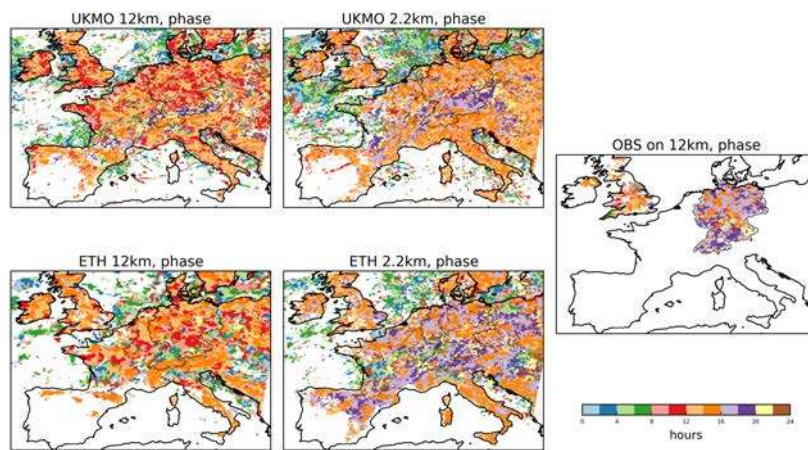 UKMO 12km, phase
UKMO 2.2km, phase
OBS on 12km, phase
ETH 12km, phase
ETH 2.2km, phase
0 4 8 12 16 20 24
hours